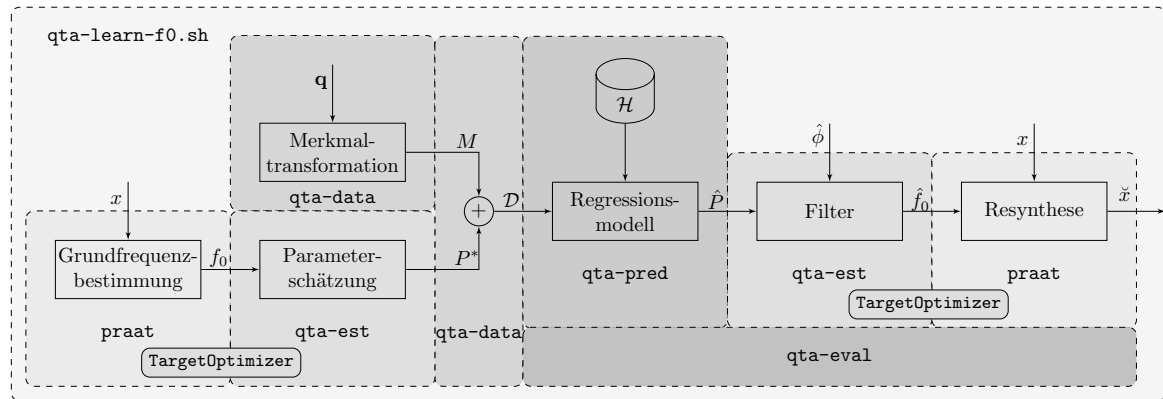 qta-learn-f0.sh
q
Merkmal-
transformation
M
qta-data
x
Grundfrequenz-
bestimmung
f₀
Parameter-
schätzung
P*
praat
qta-est
TargetOptimizer
+
qta-data
D
H
Regressions-
modell
P̂
qta-pred
ϕ̂
Filter
f̂₀
qta-est
x
Resynthese
x̆
praat
TargetOptimizer
qta-eval